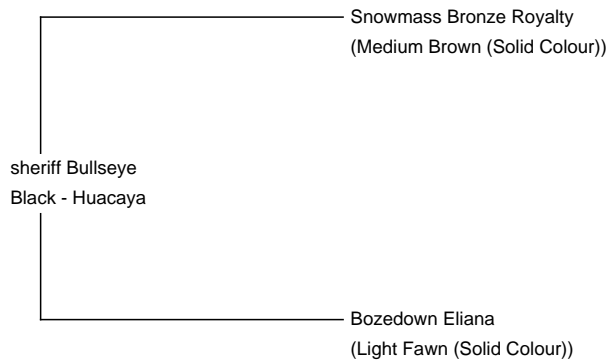 Snowmass Bronze Royalty
(Medium Brown (Solid Colour))
sheriff Bullseye
Black - Huacaya
Bozedown Eliana
(Light Fawn (Solid Colour))